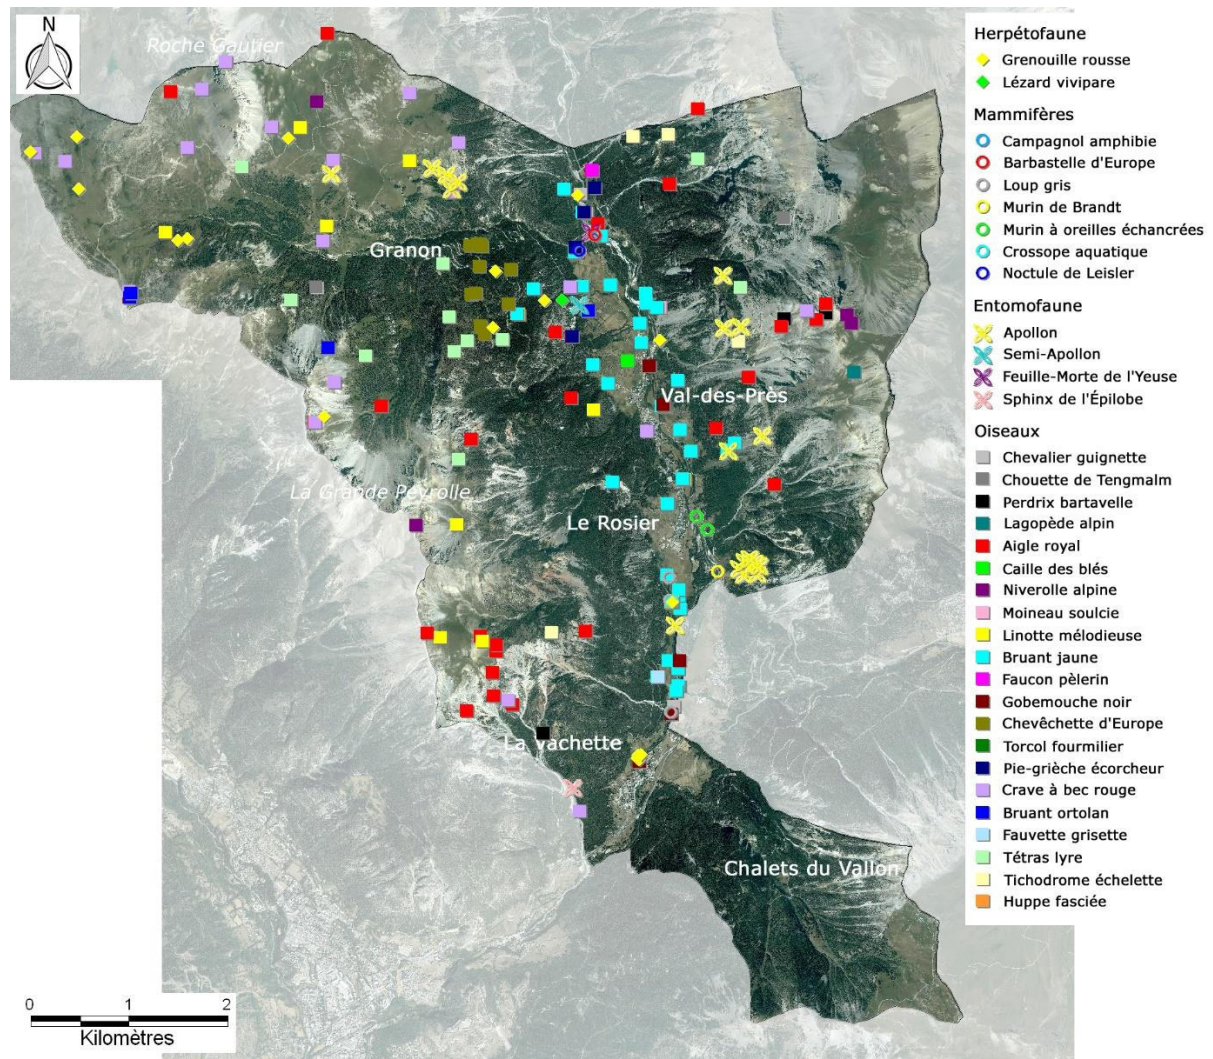 N
Roche Gautier
Granon
Val-des-Près
La Grande Peyrolle
Le Rosier
La Vachette
Chalets du Vallon
0 1 2
Kilomètres
Herpétofaune
Grenouille rousse
Lézard vivipare
Mammifères
Campagnol amphibie
Barbastelle d'Europe
Loup gris
Murin de Brandt
Murin à oreilles échancrées
Crossope aquatique
Noctule de Leisler
Entomofaune
Apollon
Semi-Apollon
Feuille-Morte de l'Yeuse
Sphinx de l'Épilobe
Oiseaux
Chevalier guignette
Chouette de Tengmalm
Perdrix bartavelle
Lagopède alpin
Aigle royal
Caille des blés
Niverolle alpine
Moineau soulcie
Linotte mélodieuse
Bruant jaune
Faucon pèlerin
Gobemouche noir
Chevêchette d'Europe
Torcol fourmilier
Pie-grièche écorcheur
Crave à bec rouge
Bruant ortolan
Fauvette grisette
Tétras lyre
Tichodrome échelette
Huppe fasciée